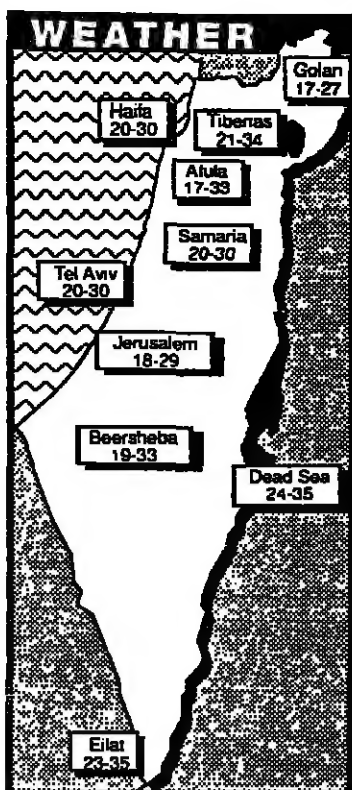 WEATHER
Golan
17-27
Haifa
20-30
Tiberias
21-34
Afula
17-33
Samaria
20-30
Tel Aviv
20-30
Jerusalem
18-29
Beersheba
19-33
Dead Sea
24-35
Eilat
23-35